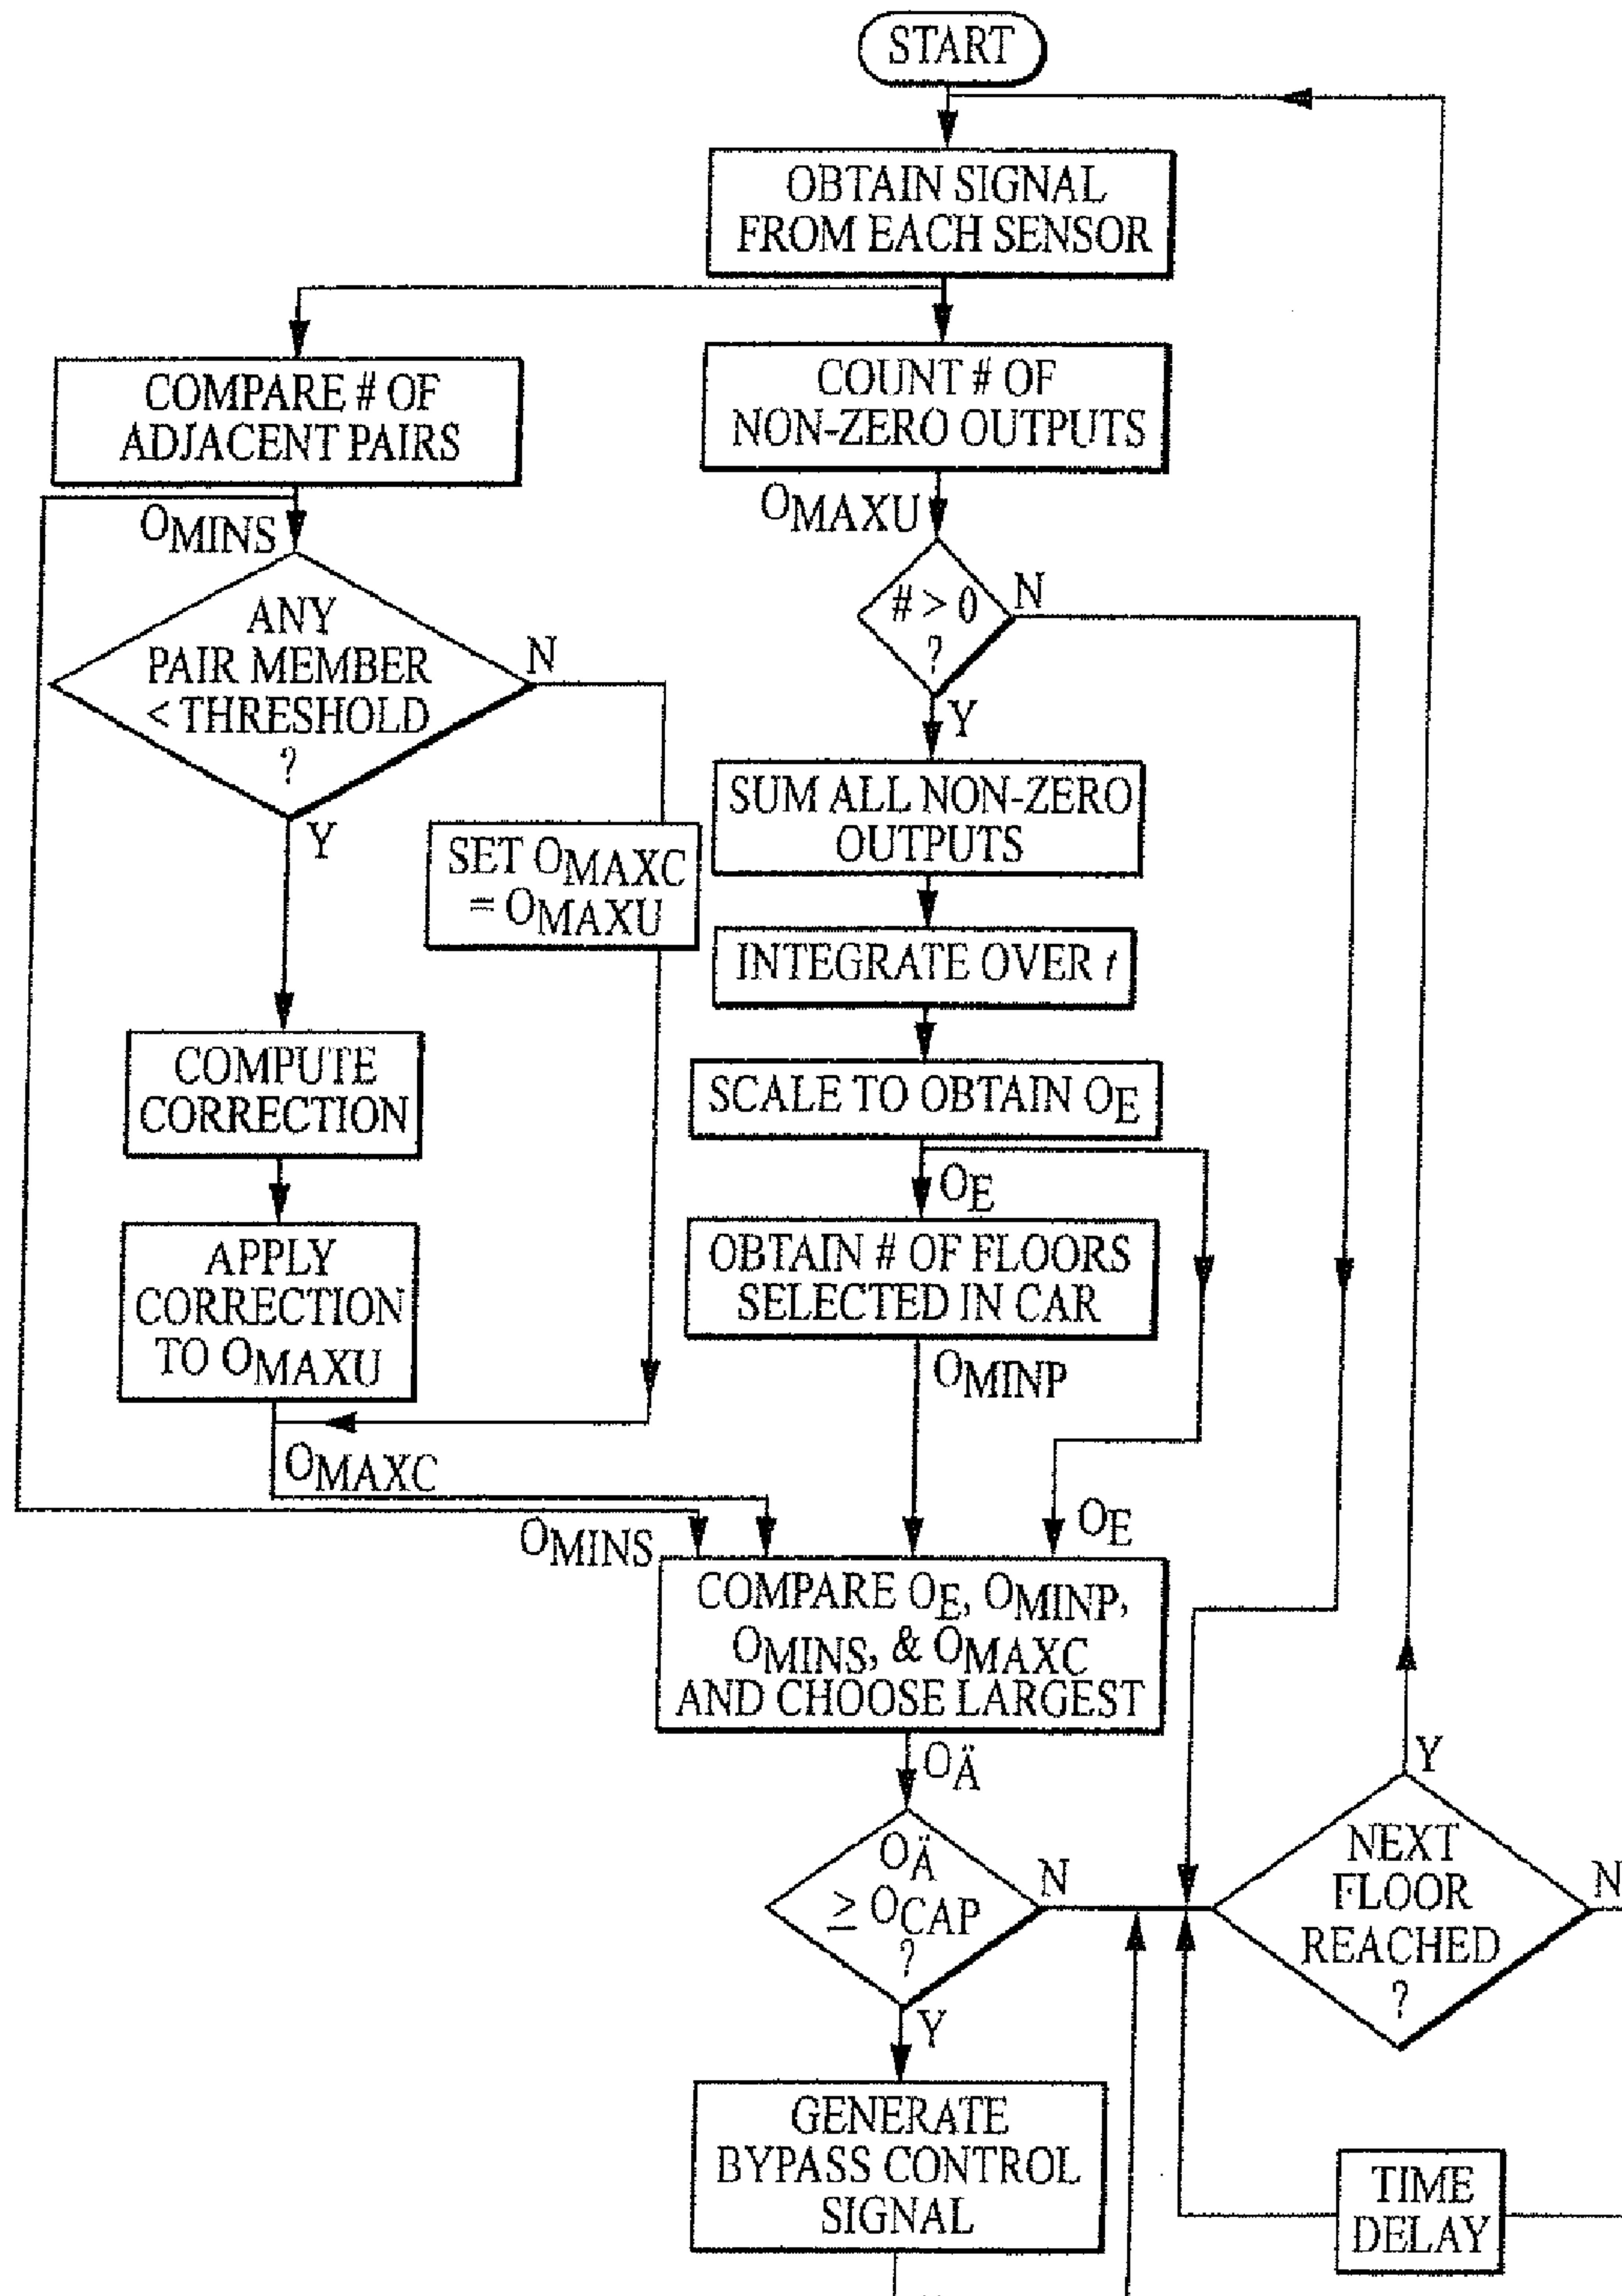 START
OBTAIN SIGNAL
FROM EACH SENSOR
COMPARE # OF
ADJACENT PAIRS
COUNT # OF
NON-ZERO OUTPUTS
OMINS
OMAXU
ANY
PAIR MEMBER
< THRESHOLD
?
N
Y
# > 0
?
N
Y
SET OMAXC
= OMAXU
SUM ALL NON-ZERO
OUTPUTS
INTEGRATE OVER t
COMPUTE
CORRECTION
SCALE TO OBTAIN OE
OE
APPLY
CORRECTION
TO OMAXU
OBTAIN # OF FLOORS
SELECTED IN CAR
OMINP
OMAXC
OMINS
OE
COMPARE OE, OMINP,
OMINS, & OMAXC
AND CHOOSE LARGEST
OÄ
OÄ
≥ OCAP
?
N
Y
NEXT
FLOOR
REACHED
?
Y
N
GENERATE
BYPASS CONTROL
SIGNAL
TIME
DELAY